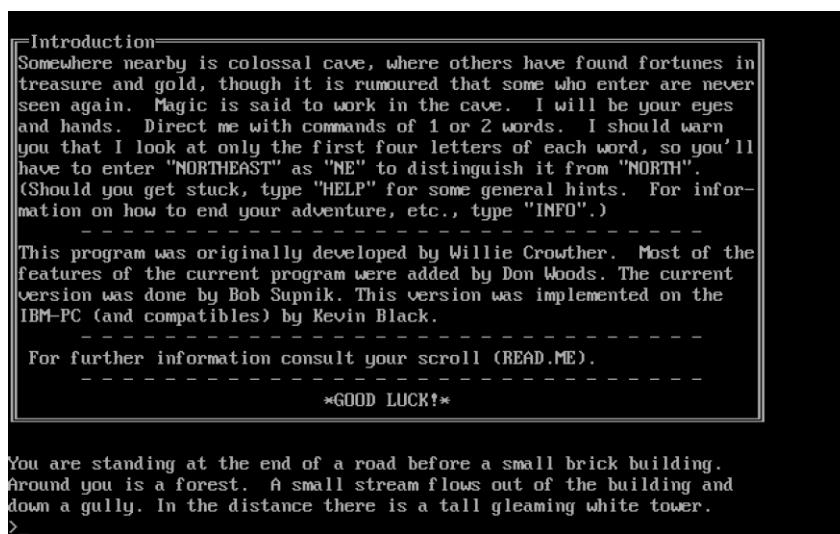 Introduction
Somewhere nearby is colossal cave, where others have found fortunes in
treasure and gold, though it is rumoured that some who enter are never
seen again.  Magic is said to work in the cave.  I will be your eyes
and hands.  Direct me with commands of 1 or 2 words.  I should warn
you that I look at only the first four letters of each word, so you'll
have to enter "NORTHEAST" as "NE" to distinguish it from "NORTH".
(Should you get stuck, type "HELP" for some general hints.  For infor-
mation on how to end your adventure, etc., type "INFO".)
This program was originally developed by Willie Crowther.  Most of the
features of the current program were added by Don Woods. The current
version was done by Bob Supnik. This version was implemented on the
IBM-PC (and compatibles) by Kevin Black.
For further information consult your scroll (READ.ME).
*GOOD LUCK!*
You are standing at the end of a road before a small brick building.
Around you is a forest.  A small stream flows out of the building and
down a gully. In the distance there is a tall gleaming white tower.
>